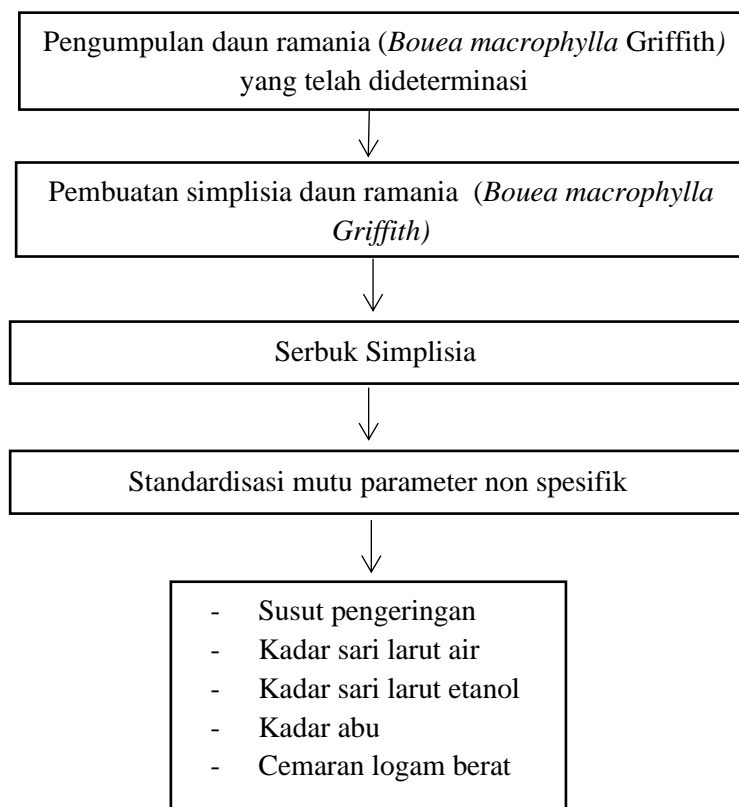 Pengumpulan daun ramania (Bouea macrophylla Griffith)
yang telah dideterminasi
Pembuatan simplisia daun ramania (Bouea macrophylla
Griffith)
Serbuk Simplisia
Standardisasi mutu parameter non spesifik
- Susut pengeringan
- Kadar sari larut air
- Kadar sari larut etanol
- Kadar abu
- Cemaran logam berat